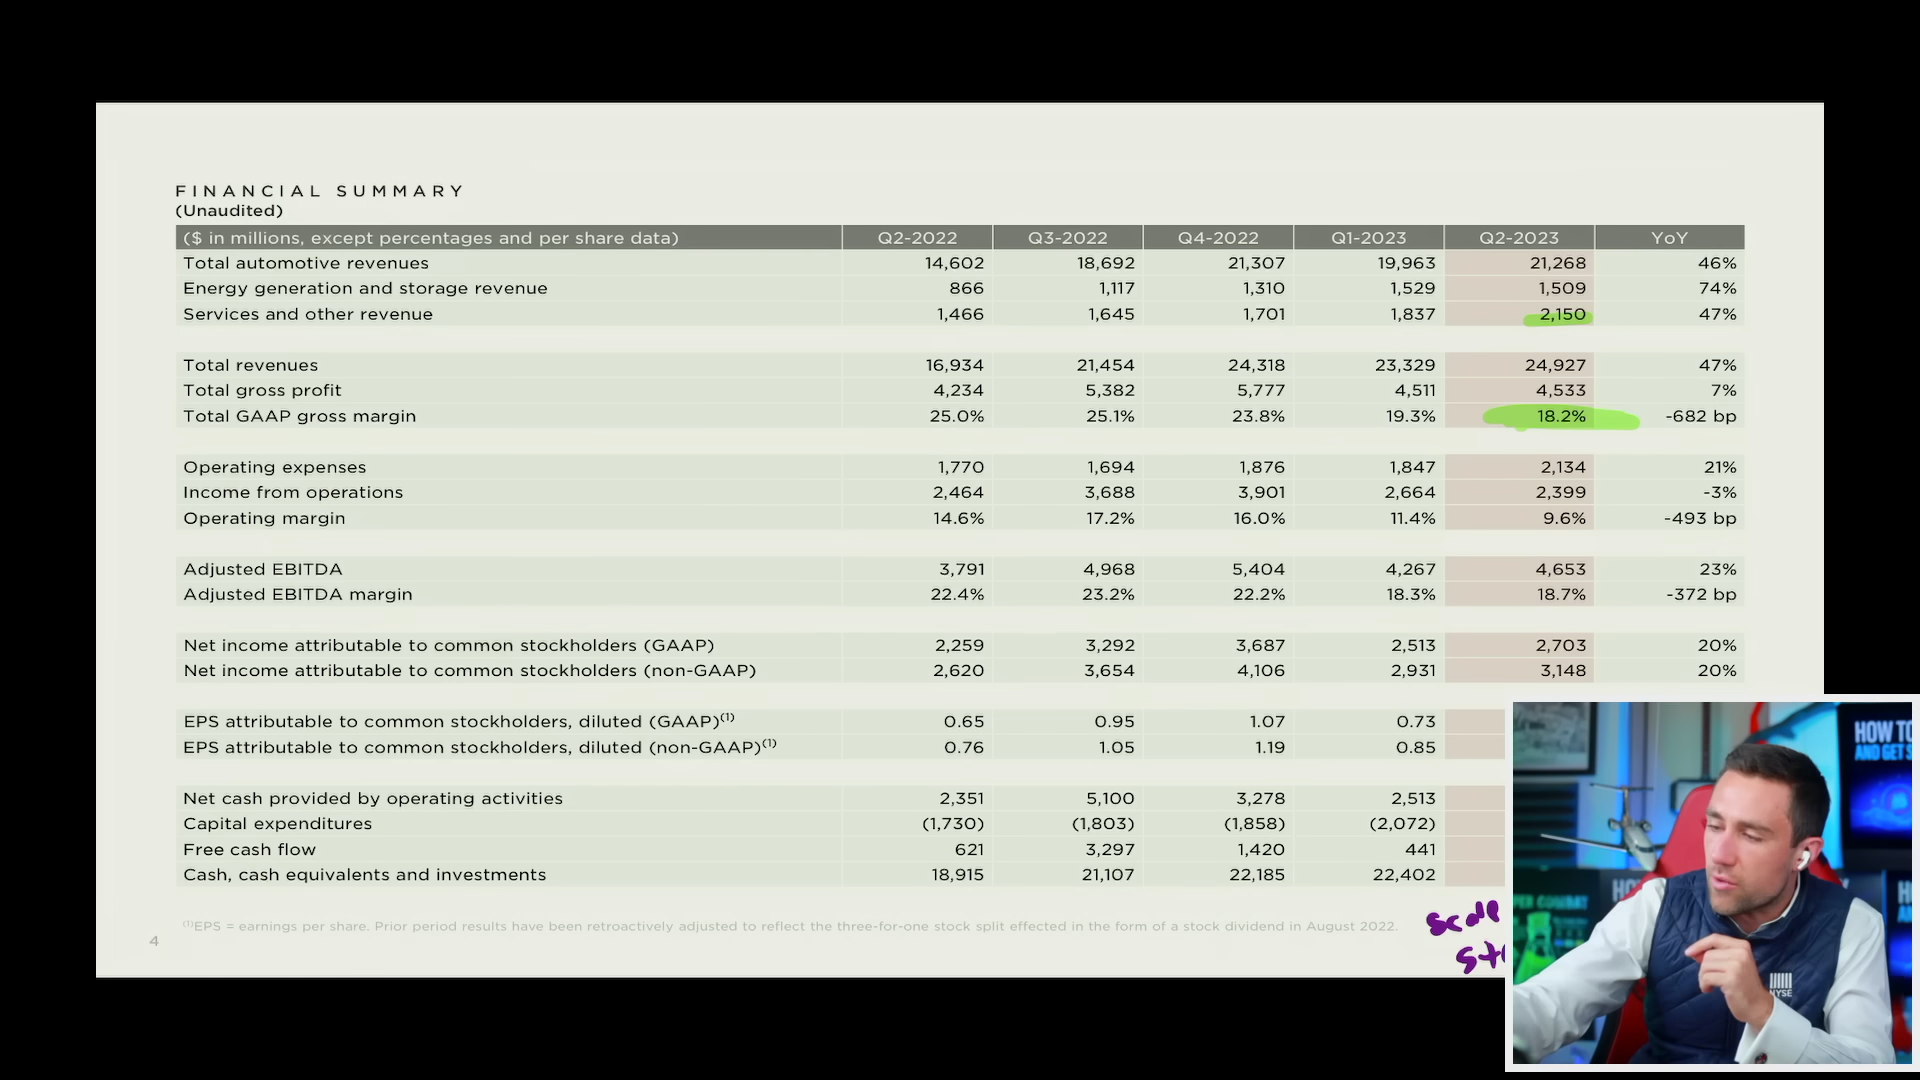 FINANCIAL SUMMARY
(Unaudited)
($ in millions, except percentages and per share data) Q2-2022 Q3-2022 Q4-2022 Q1-2023 Q2-2023 YoY
Total automotive revenues 14,602 18,692 21,307 19,963 21,268 46%
Energy generation and storage revenue 866 1,117 1,310 1,529 1,509 74%
Services and other revenue 1,466 1,645 1,701 1,837 2,150 47%
Total revenues 16,934 21,454 24,318 23,329 24,927 47%
Total gross profit 4,234 5,382 5,777 4,511 4,533 7%
Total GAAP gross margin 25.0% 25.1% 23.8% 19.3% 18.2% -682 bp
Operating expenses 1,770 1,694 1,876 1,847 2,134 21%
Income from operations 2,464 3,688 3,901 2,664 2,399 -3%
Operating margin 14.6% 17.2% 16.0% 11.4% 9.6% -493 bp
Adjusted EBITDA 3,791 4,968 5,404 4,267 4,653 23%
Adjusted EBITDA margin 22.4% 23.2% 22.2% 18.3% 18.7% -372 bp
Net income attributable to common stockholders (GAAP) 2,259 3,292 3,687 2,513 2,703 20%
Net income attributable to common stockholders (non-GAAP) 2,620 3,654 4,106 2,931 3,148 20%
EPS attributable to common stockholders, diluted (GAAP)(1) 0.65 0.95 1.07 0.73
EPS attributable to common stockholders, diluted (non-GAAP)(1) 0.76 1.05 1.19 0.85
Net cash provided by operating activities 2,351 5,100 3,278 2,513
Capital expenditures (1,730) (1,803) (1,858) (2,072)
Free cash flow 621 3,297 1,420 441
Cash, cash equivalents and investments 18,915 21,107 22,185 22,402
(1)EPS = earnings per share. Prior period results have been retroactively adjusted to reflect the three-for-one stock split effected in the form of a stock dividend in August 2022.
4
HOW TO
AND GET S
NYSE